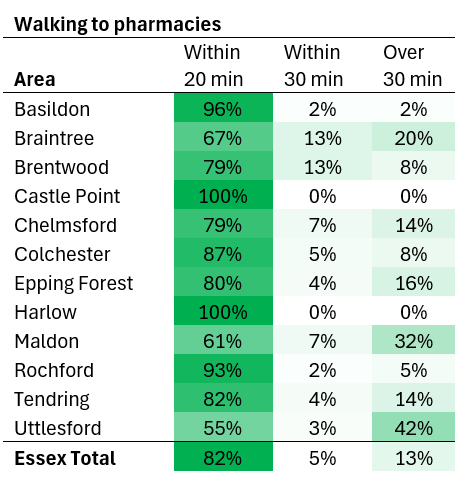 Walking to pharmacies
Within Within Over
Area 20 min 30 min 30 min
Basildon 96% 2% 2%
Braintree 67% 13% 20%
Brentwood 79% 13% 8%
Castle Point 100% 0% 0%
Chelmsford 79% 7% 14%
Colchester 87% 5% 8%
Epping Forest 80% 4% 16%
Harlow 100% 0% 0%
Maldon 61% 7% 32%
Rochford 93% 2% 5%
Tendring 82% 4% 14%
Uttlesford 55% 3% 42%
Essex Total 82% 5% 13%